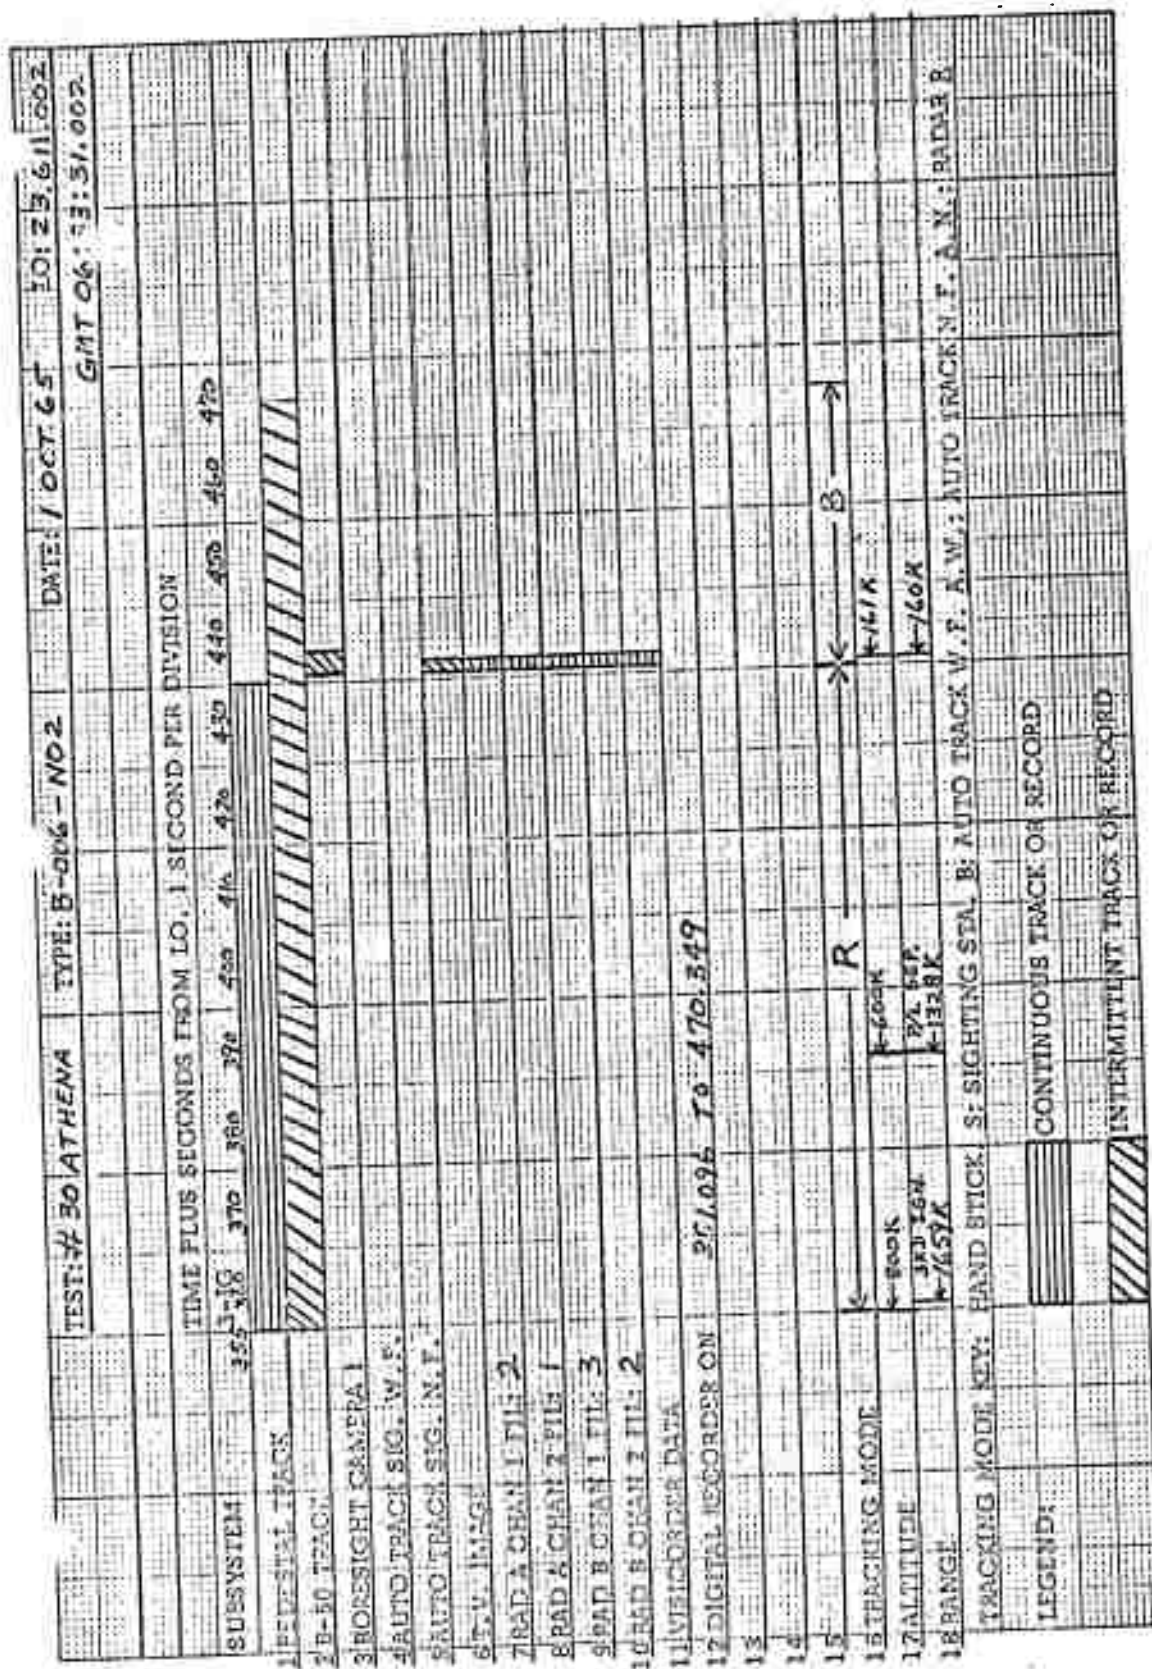 TEST: # 30 ATHENA TYPE: B-006-NO2 DATE: 1 OCT. 65 LO: 23.611.002
GMT 06: :31.002
TIME PLUS SECONDS FROM LO, 1 SECOND PER DIVISION
SUBSYSTEM 355 370 380 390 400 410 420 430 440 450 460 470
1 PEDESTAL TRACK
2 B-50 TRACK
3 BORESIGHT CAMERA 1
4 AUTO TRACK SIG. W.F.
5 AUTO TRACK SIG. N.F.
6 T.V. IMAGE
7 RAD A CHAN 1 FIL: 2
8 RAD A CHAN 2 FIL: 1
9 RAD B CHAN 1 FIL: 3
10 RAD B CHAN 2 FIL: 2
11 VISICORDER DATA
12 DIGITAL RECORDER ON 351.096 TO 470.349
13
14
15
16 TRACKING MODE R B
17 ALTITUDE 800K 600K 161K
18 RANGE 3RD IGN. 1659K P/L SEP. 1328K 160K
TRACKING MODE KEY: HAND STICK, S: SIGHTING STA. B: AUTO TRACK W.F. A.W.: AUTO TRACK N.F. A.N.: RADAR R
LEGEND: CONTINUOUS TRACK OR RECORD
INTERMITTENT TRACK OR RECORD